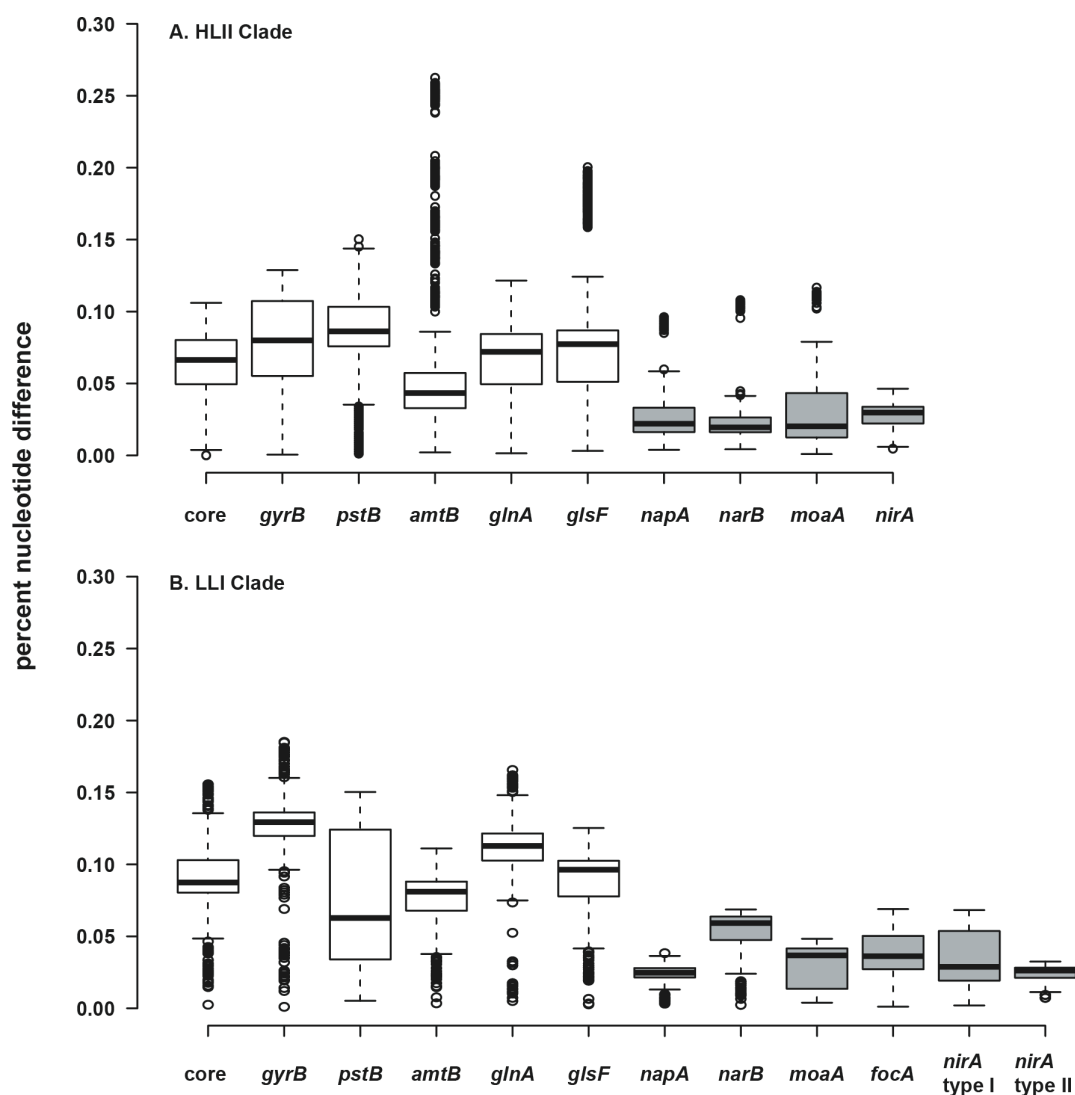 percent nucleotide difference
A. HLII Clade
0.30
0.25
0.20
0.15
0.10
0.05
0.00
core gyrB pstB amtB glnA glsF napA narB moaA nirA
B. LLI Clade
0.30
0.25
0.20
0.15
0.10
0.05
0.00
core gyrB pstB amtB glnA glsF napA narB moaA focA nirA nirA
type I type II